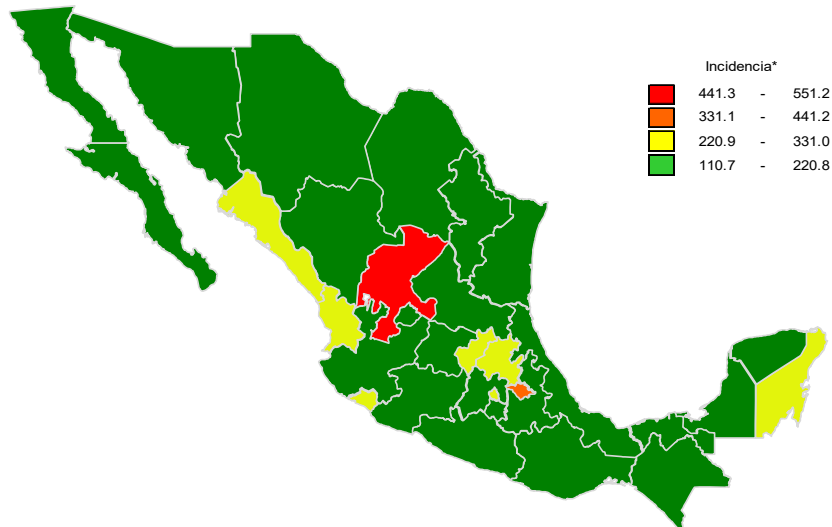 Incidencia*
441.3 - 551.2
331.1 - 441.2
220.9 - 331.0
110.7 - 220.8